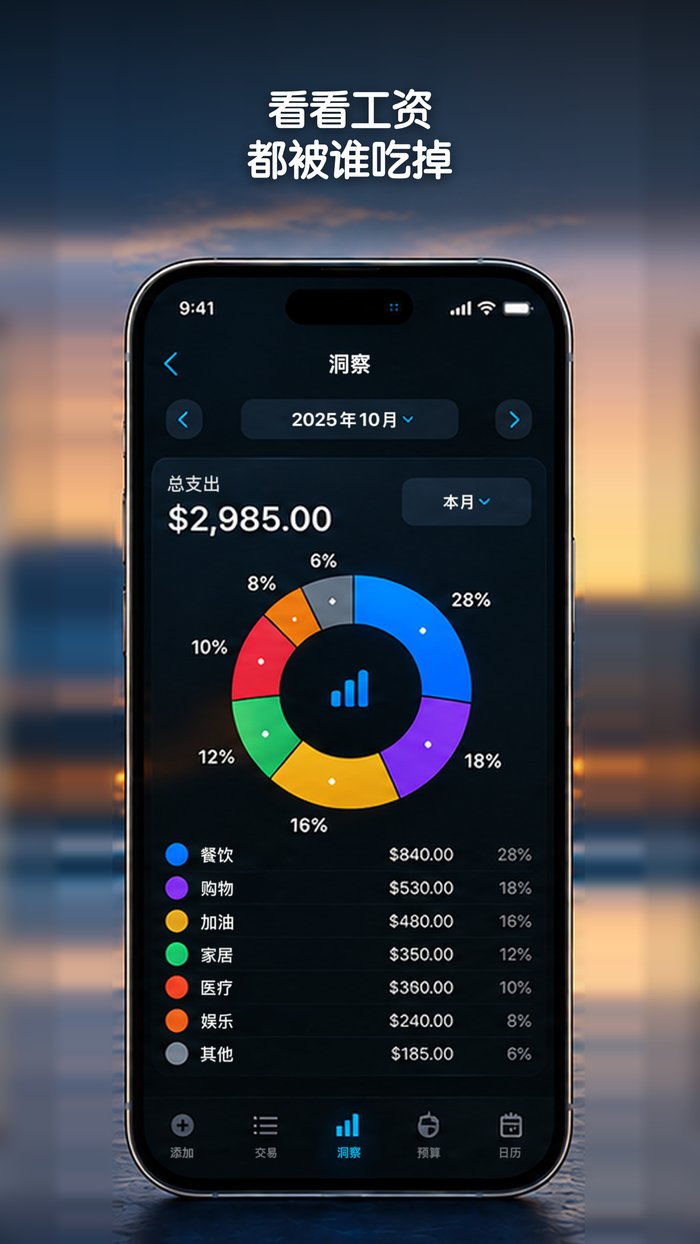 看看工资
都被谁吃掉
9:41
洞察
2025年10月
总支出
$2,985.00
本月
6%
8%
28%
10%
12%
18%
16%
餐饮 $840.00 28%
购物 $530.00 18%
加油 $480.00 16%
家居 $350.00 12%
医疗 $360.00 10%
娱乐 $240.00 8%
其他 $185.00 6%
添加 交易 洞察 预算 日历